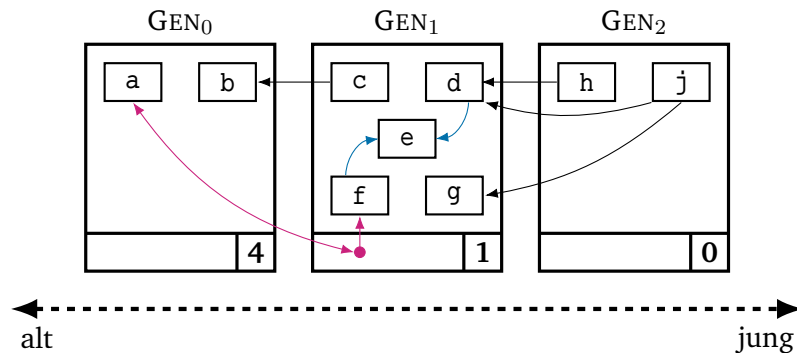 GEN₀ GEN₁ GEN₂
a b c d h j
e
f g
4 1 0
alt jung